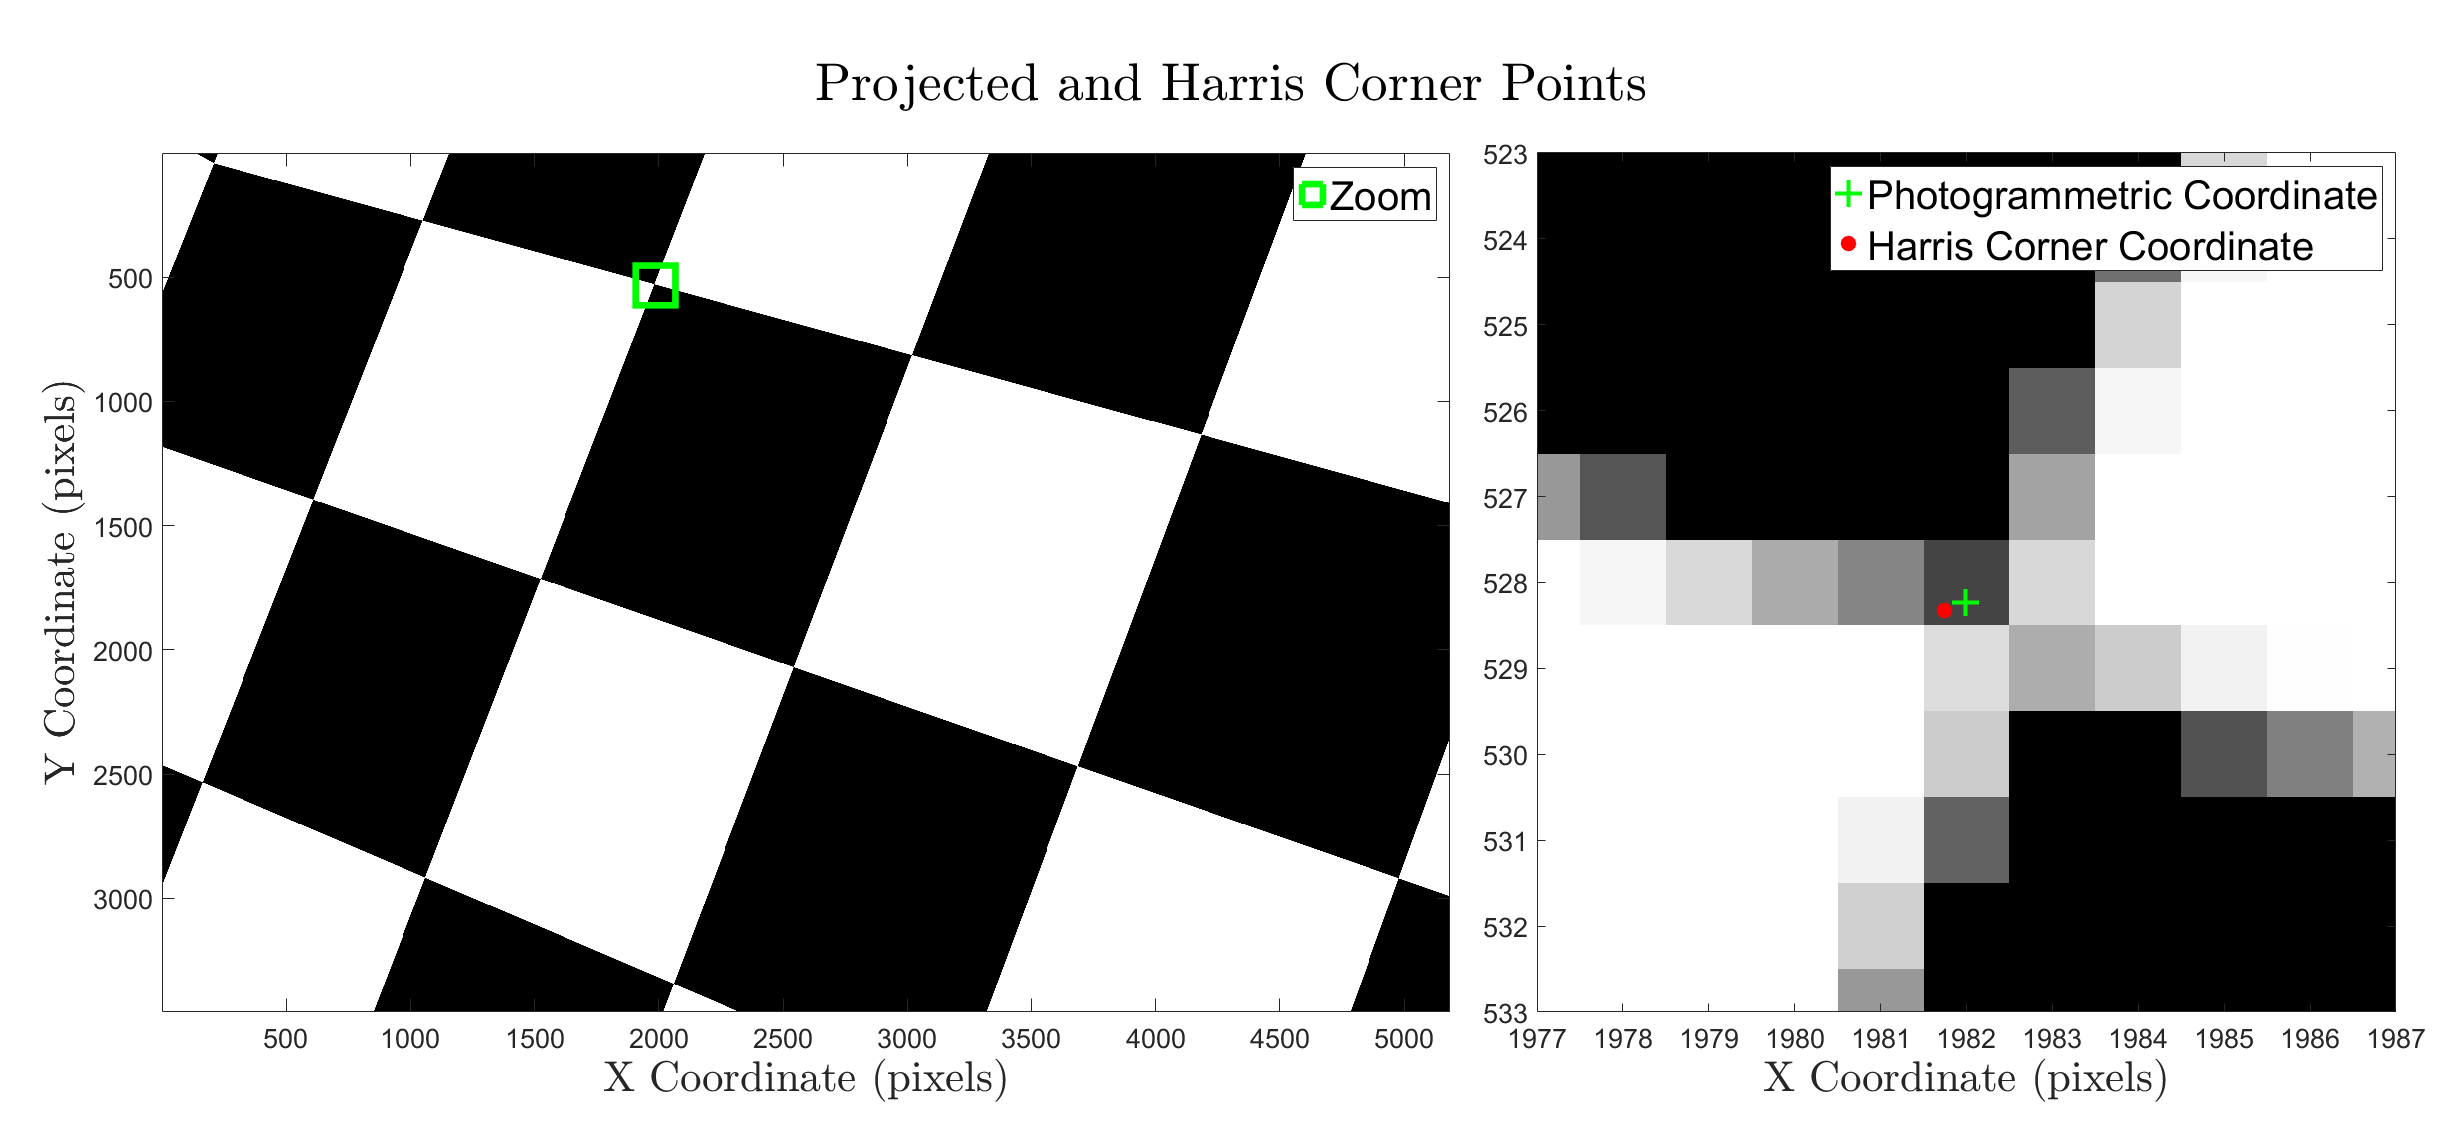 Projected and Harris Corner Points
Zoom
500
1000
1500
2000
2500
3000
Y Coordinate (pixels)
500 1000 1500 2000 2500 3000 3500 4000 4500 5000
X Coordinate (pixels)
Photogrammetric Coordinate
Harris Corner Coordinate
523
524
525
526
527
528
529
530
531
532
533
1977 1978 1979 1980 1981 1982 1983 1984 1985 1986 1987
X Coordinate (pixels)